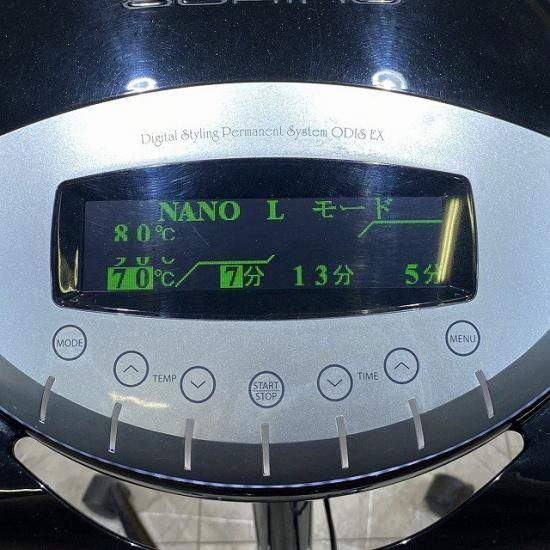 Digital Styling Permanent System ODIS EX
NANO L モード
80℃
70℃ 7分 13分 5分
MODE
TEMP
START
STOP
TIME
MENU